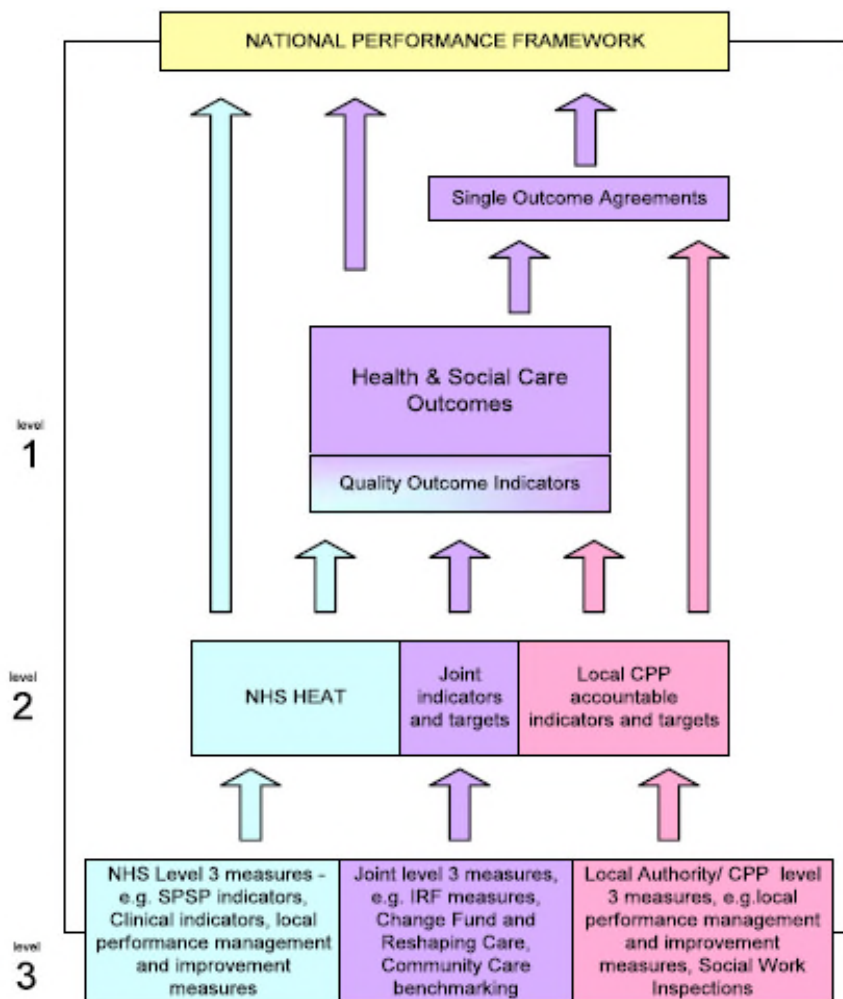 NATIONAL PERFORMANCE FRAMEWORK
Single Outcome Agreements
Health & Social Care
Outcomes
level
1
Quality Outcome Indicators
level
2
NHS HEAT
Joint
indicators
and targets
Local CPP
accountable
indicators and targets
level
3
NHS Level 3 measures -
e.g. SPSP indicators,
Clinical indicators, local
performance management
and improvement
measures
Joint level 3 measures,
e.g. IRF measures,
Change Fund and
Reshaping Care,
Community Care
benchmarking
Local Authority/ CPP level
3 measures, e.g.local
performance management
and improvement
measures, Social Work
Inspections